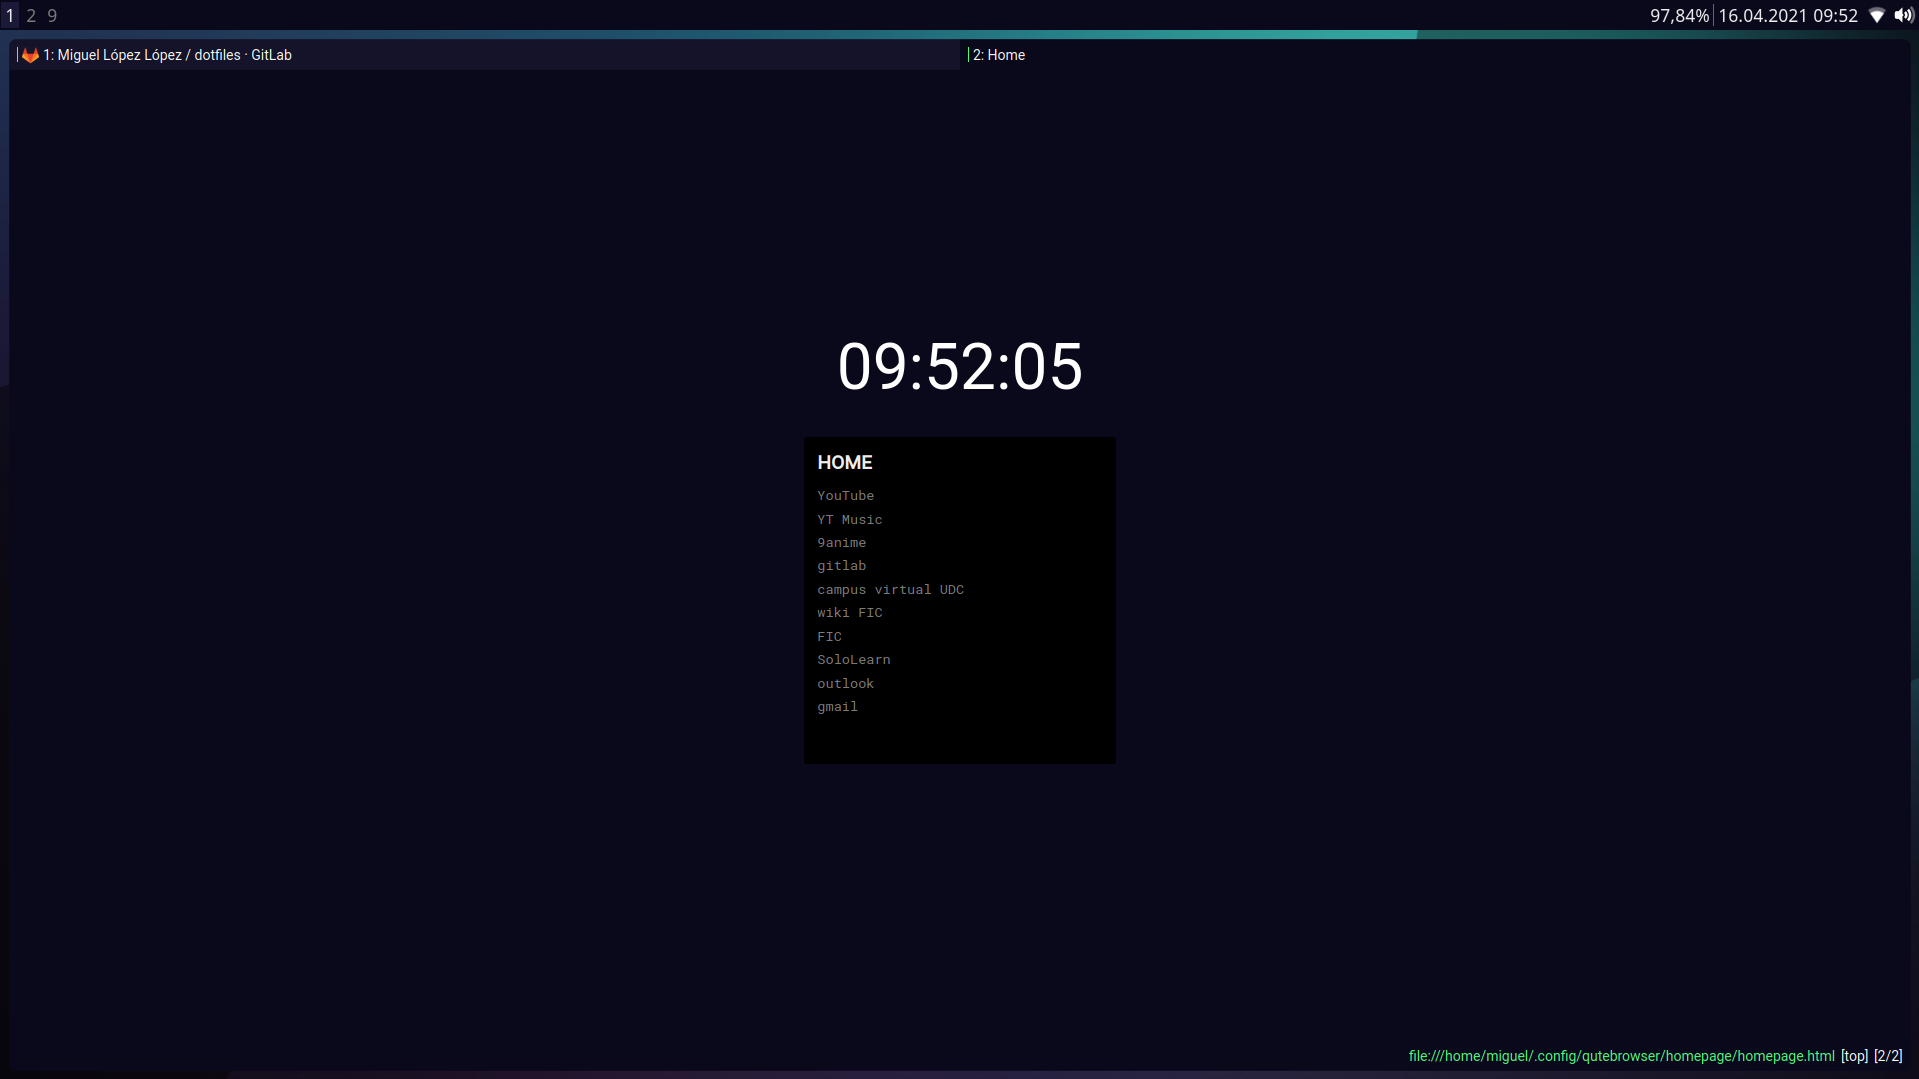 1 2 9 97,84% 16.04.2021 09:52
1: Miguel López López / dotfiles · GitLab 2: Home
09:52:05
HOME
YouTube
YT Music
9anime
gitlab
campus virtual UDC
wiki FIC
FIC
SoloLearn
outlook
gmail
file:///home/miguel/.config/qutebrowser/homepage/homepage.html [top] [2/2]